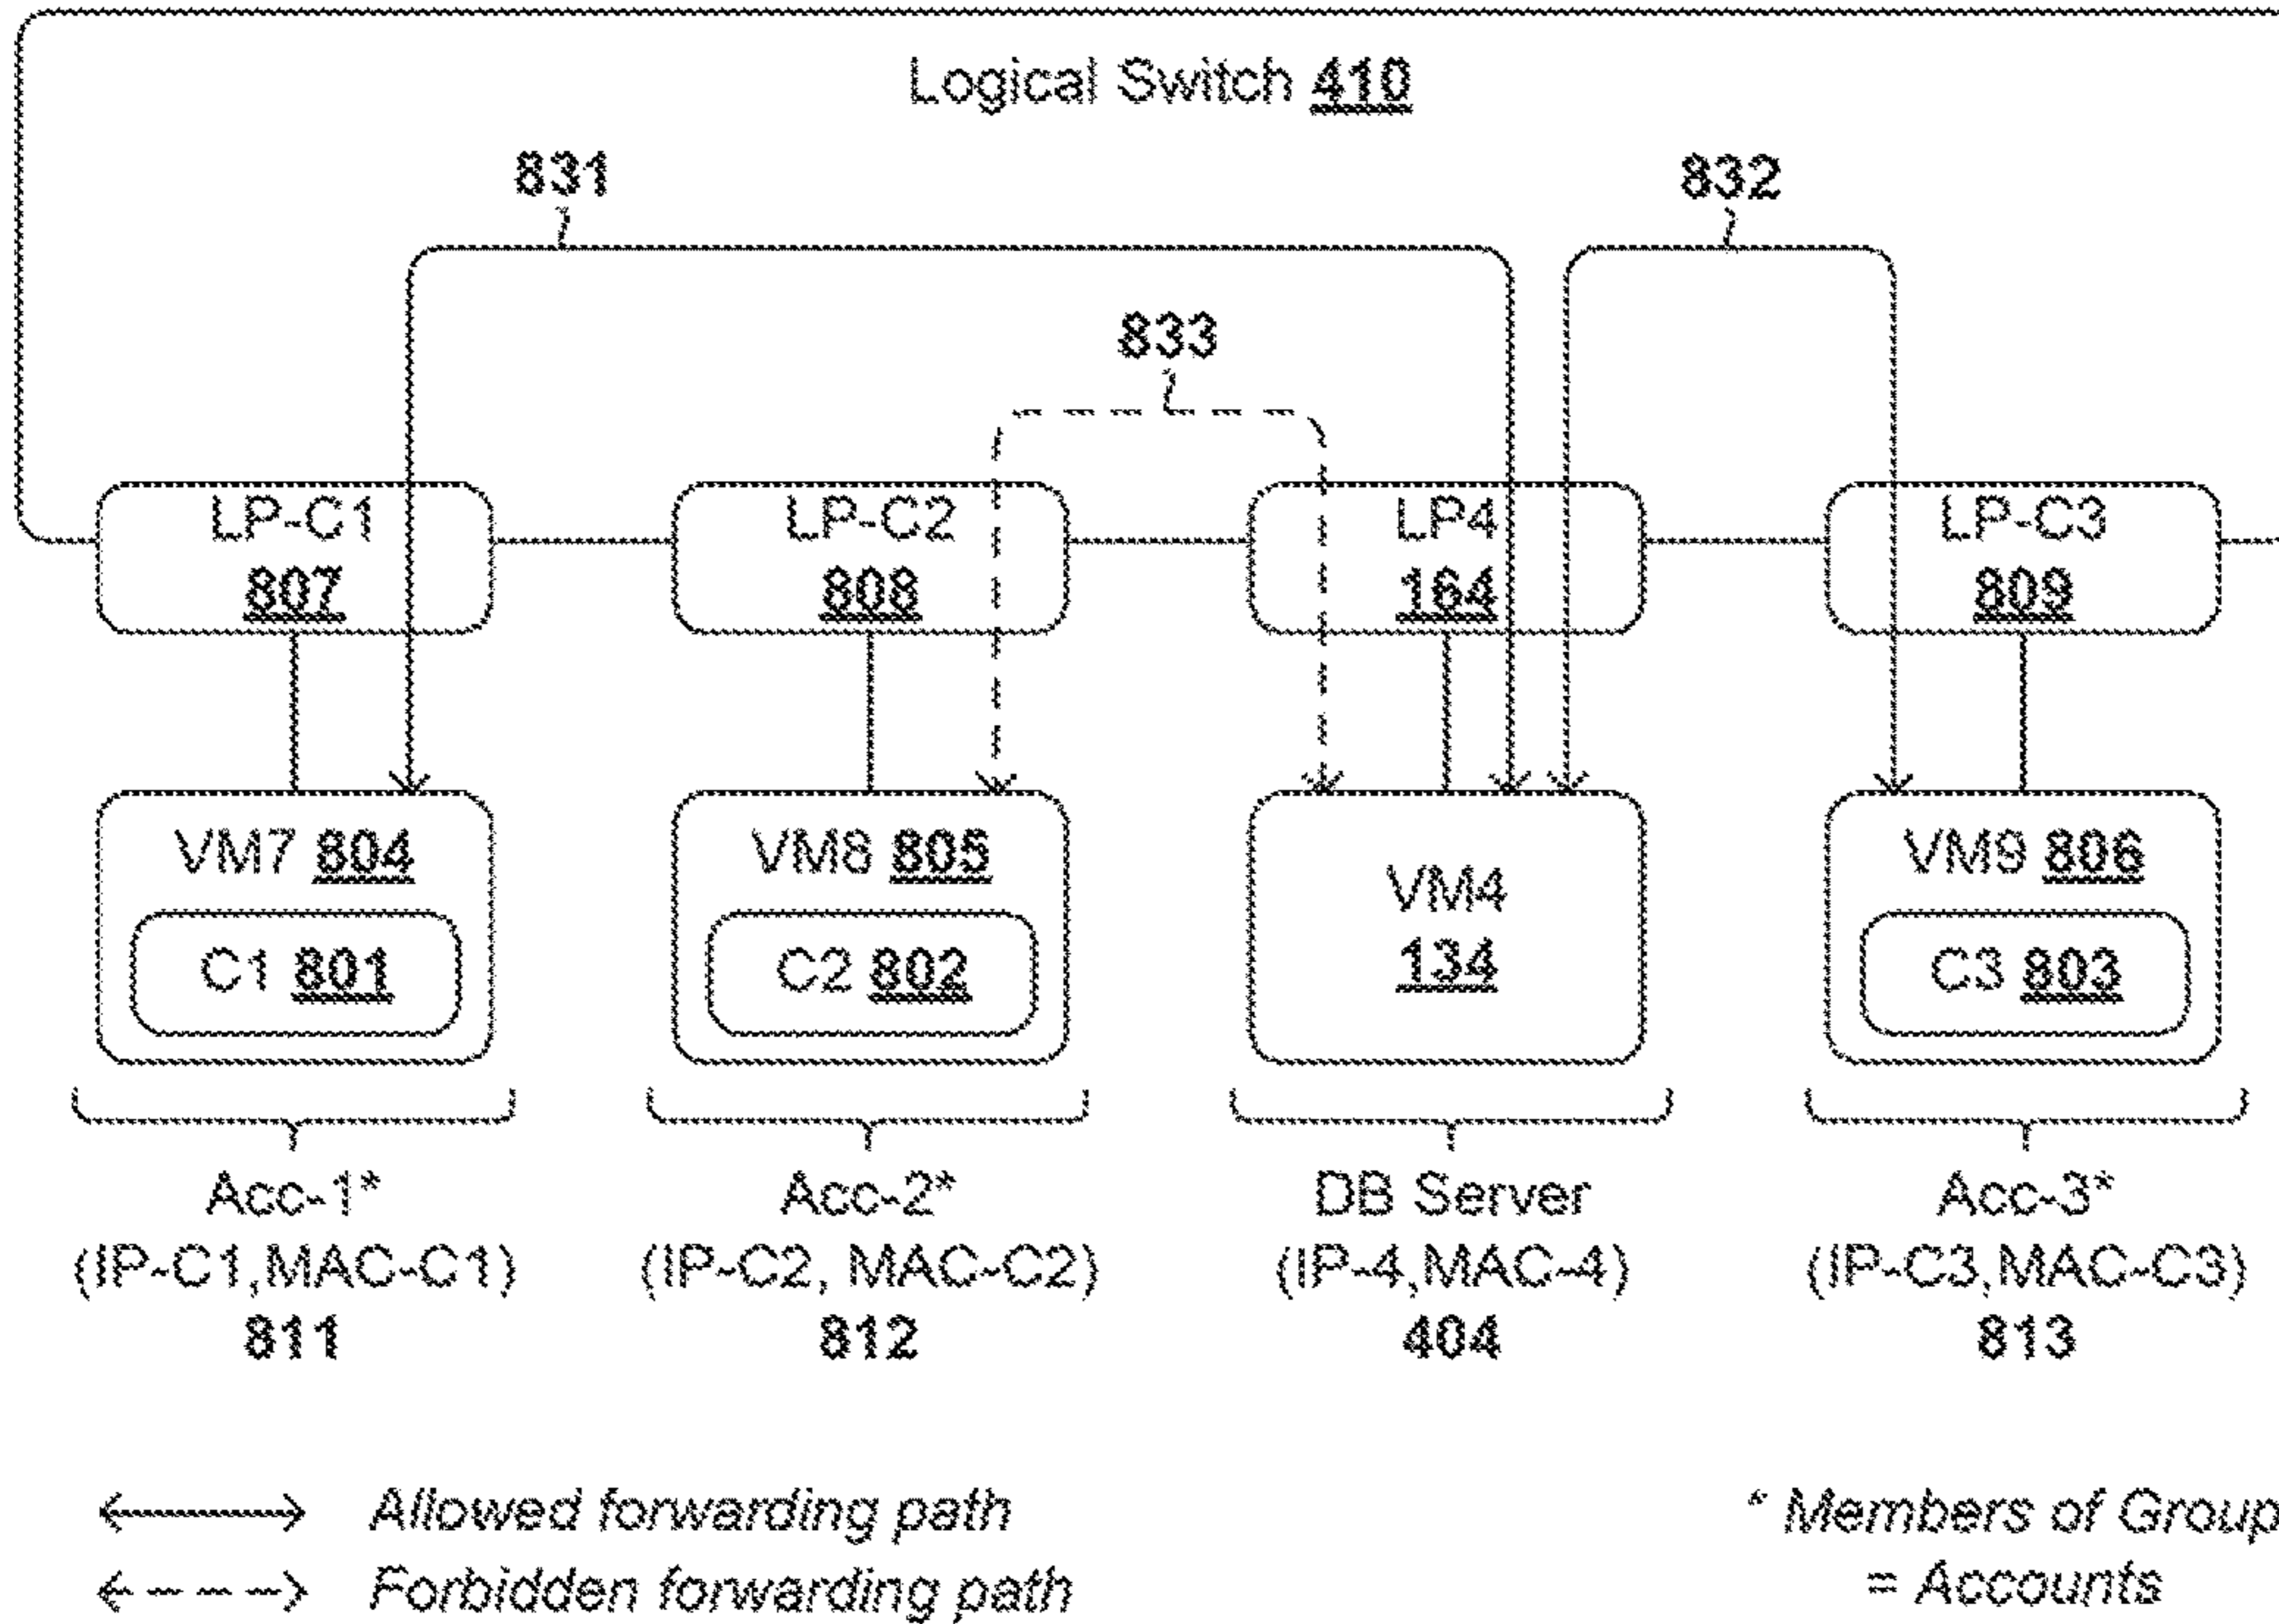 Logical Switch 410
831
832
833
LP-C1
807
LP-C2
808
LP4
164
LP-C3
809
VM7 804
C1 801
VM8 805
C2 802
VM4
134
VM9 806
C3 803
Acc-1*
(IP-C1,MAC-C1)
811
Acc-2*
(IP-C2, MAC-C2)
812
DB Server
(IP-4,MAC-4)
404
Acc-3*
(IP-C3,MAC-C3)
813
Allowed forwarding path
Forbidden forwarding path
* Members of Group
= Accounts